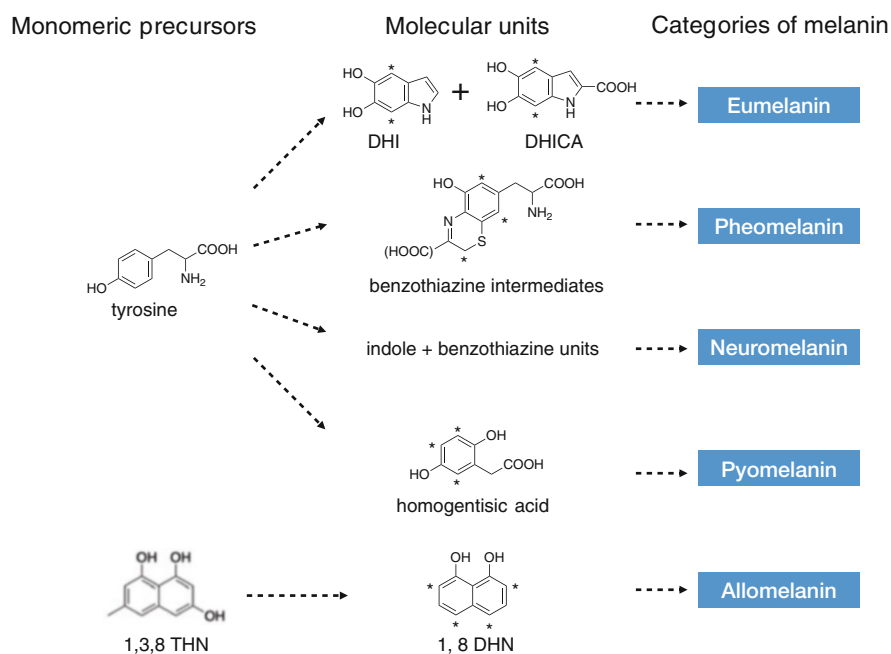 Monomeric precursors
Molecular units
Categories of melanin
HO
HO
*
*
N
H
DHI
+
HO
HO
*
*
N
H
COOH
DHICA
Eumelanin
HO
*
COOH
NH₂
N
*
(HOOC)
S
*
benzothiazine intermediates
Pheomelanin
COOH
NH₂
HO
tyrosine
indole + benzothiazine units
Neuromelanin
*
OH
*
COOH
HO
*
homogentisic acid
Pyomelanin
OH
OH
OH
1,3,8 THN
OH
OH
*
*
*
*
1, 8 DHN
Allomelanin